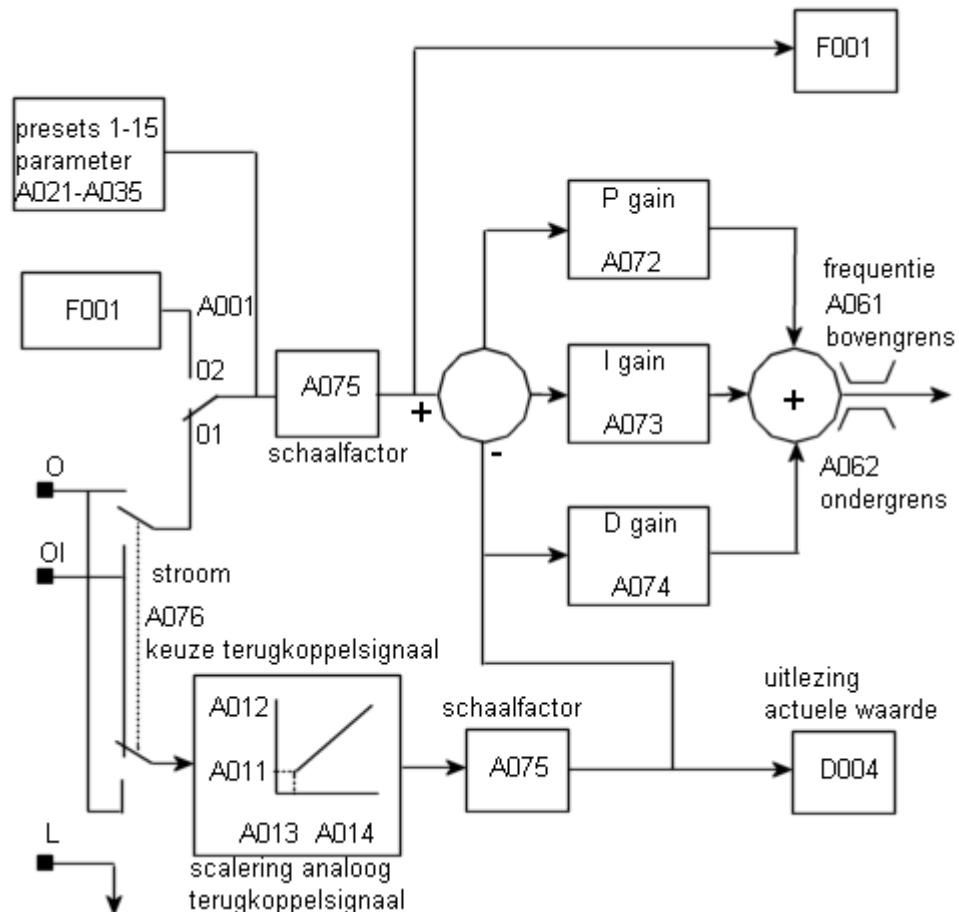 F001
presets 1-15
parameter
A021-A035
P gain
A072
frequentie
A061
bovengrens
F001
A001
02
01
A075
schaalfactor
+
-
I gain
A073
+
A062
ondergrens
O
OI
D gain
A074
stroom
A076
keuze terugkoppelsignaal
A012
A011
A013 A014
scalering analoog
terugkoppelsignaal
schaalfactor
A075
uitlezing
actuele waarde
D004
L